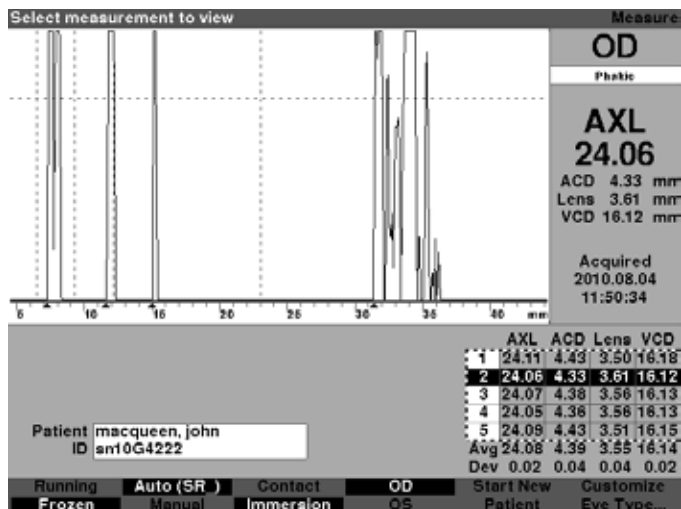 Select measurement to view
Measure
OD
Phakic
AXL
24.06
ACD 4.33 mm
Lens 3.61 mm
VCD 16.12 mm
Acquired
2010.08.04
11:50:34
5 10 15 20 25 30 35 40 mm
AXL ACD Lens VCD
1 24.11 4.43 3.50 16.18
2 24.06 4.33 3.61 16.12
3 24.07 4.38 3.56 16.13
4 24.05 4.36 3.56 16.13
5 24.09 4.43 3.51 16.15
Avg 24.08 4.39 3.55 16.14
Dev 0.02 0.04 0.04 0.02
Patient macqueen, john
ID sn10G4222
Running Auto (SR ) Contact OD Start New Customize
Frozen Manual Immersion OS Patient Eye Type...